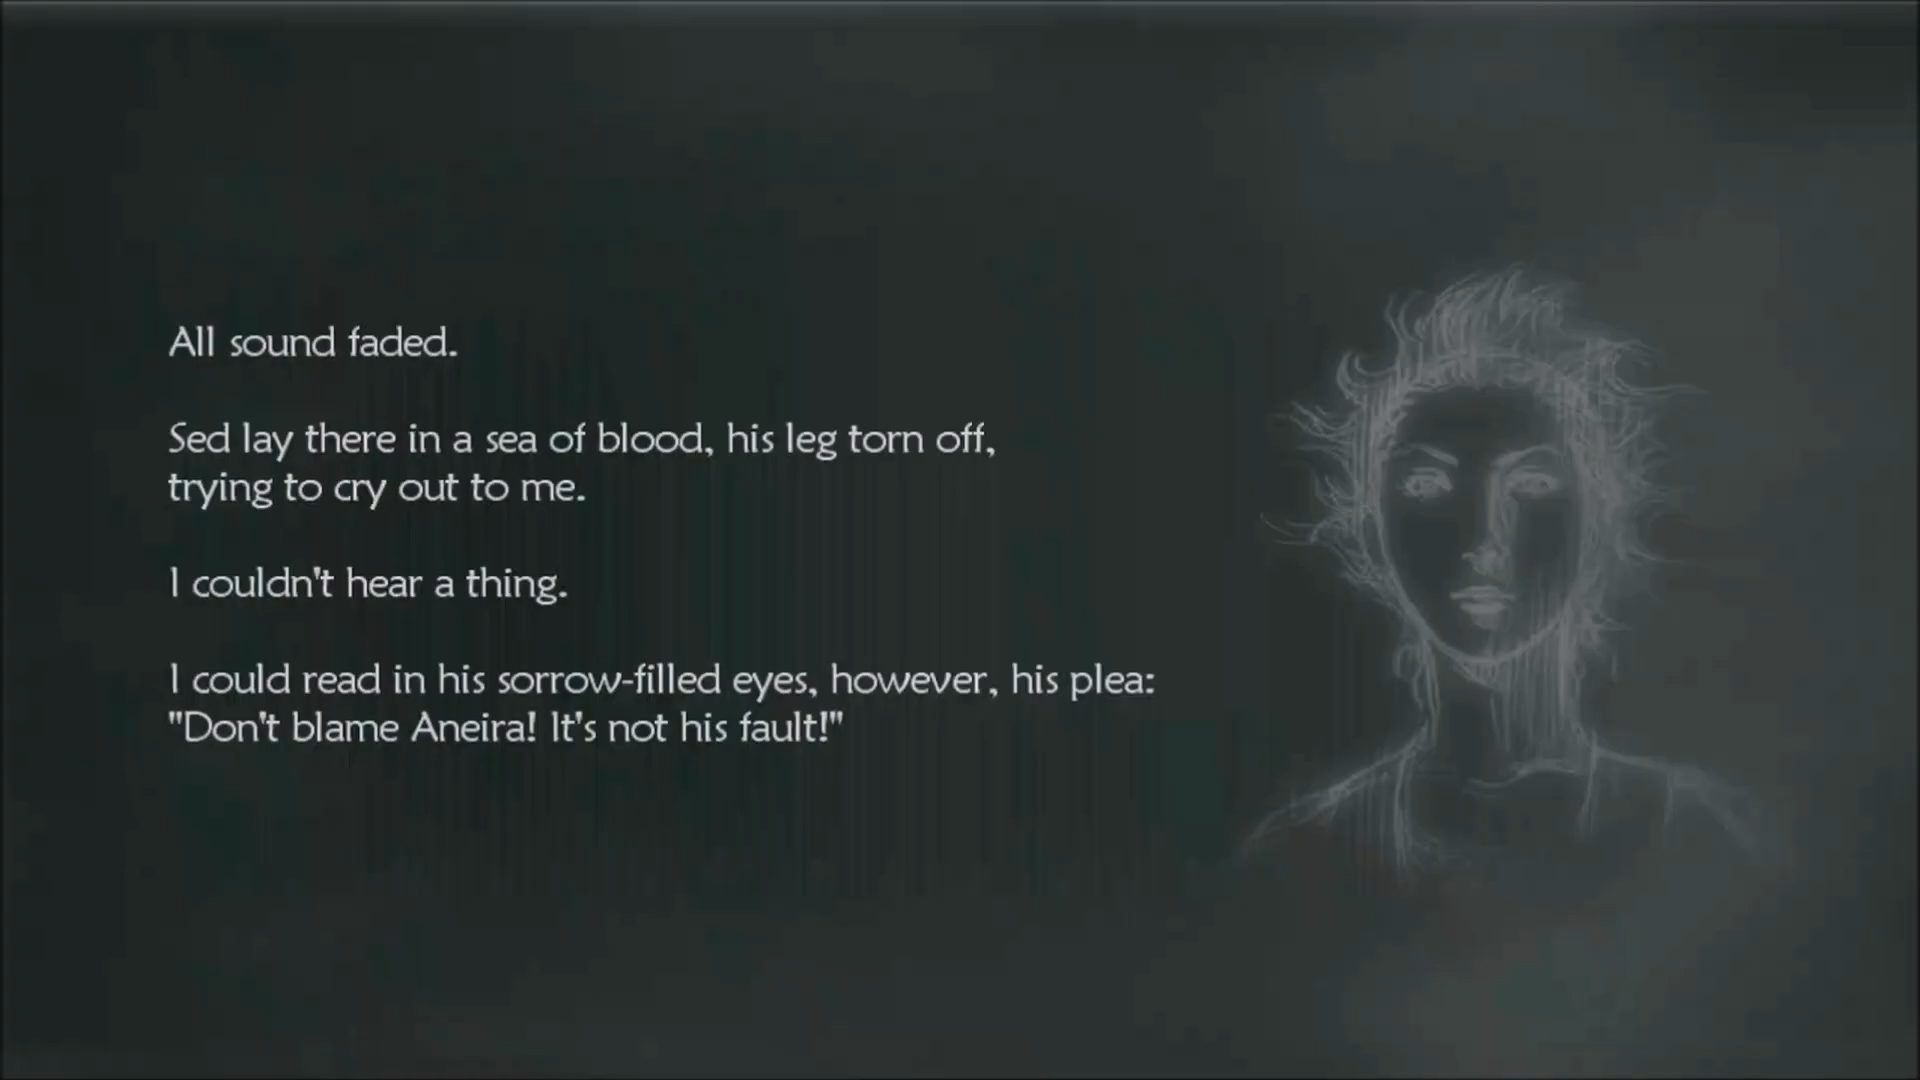 All sound faded.
Sed lay there in a sea of blood, his leg torn off,
trying to cry out to me.
I couldn't hear a thing.
I could read in his sorrow-filled eyes, however, his plea:
"Don't blame Aneira! It's not his fault!"